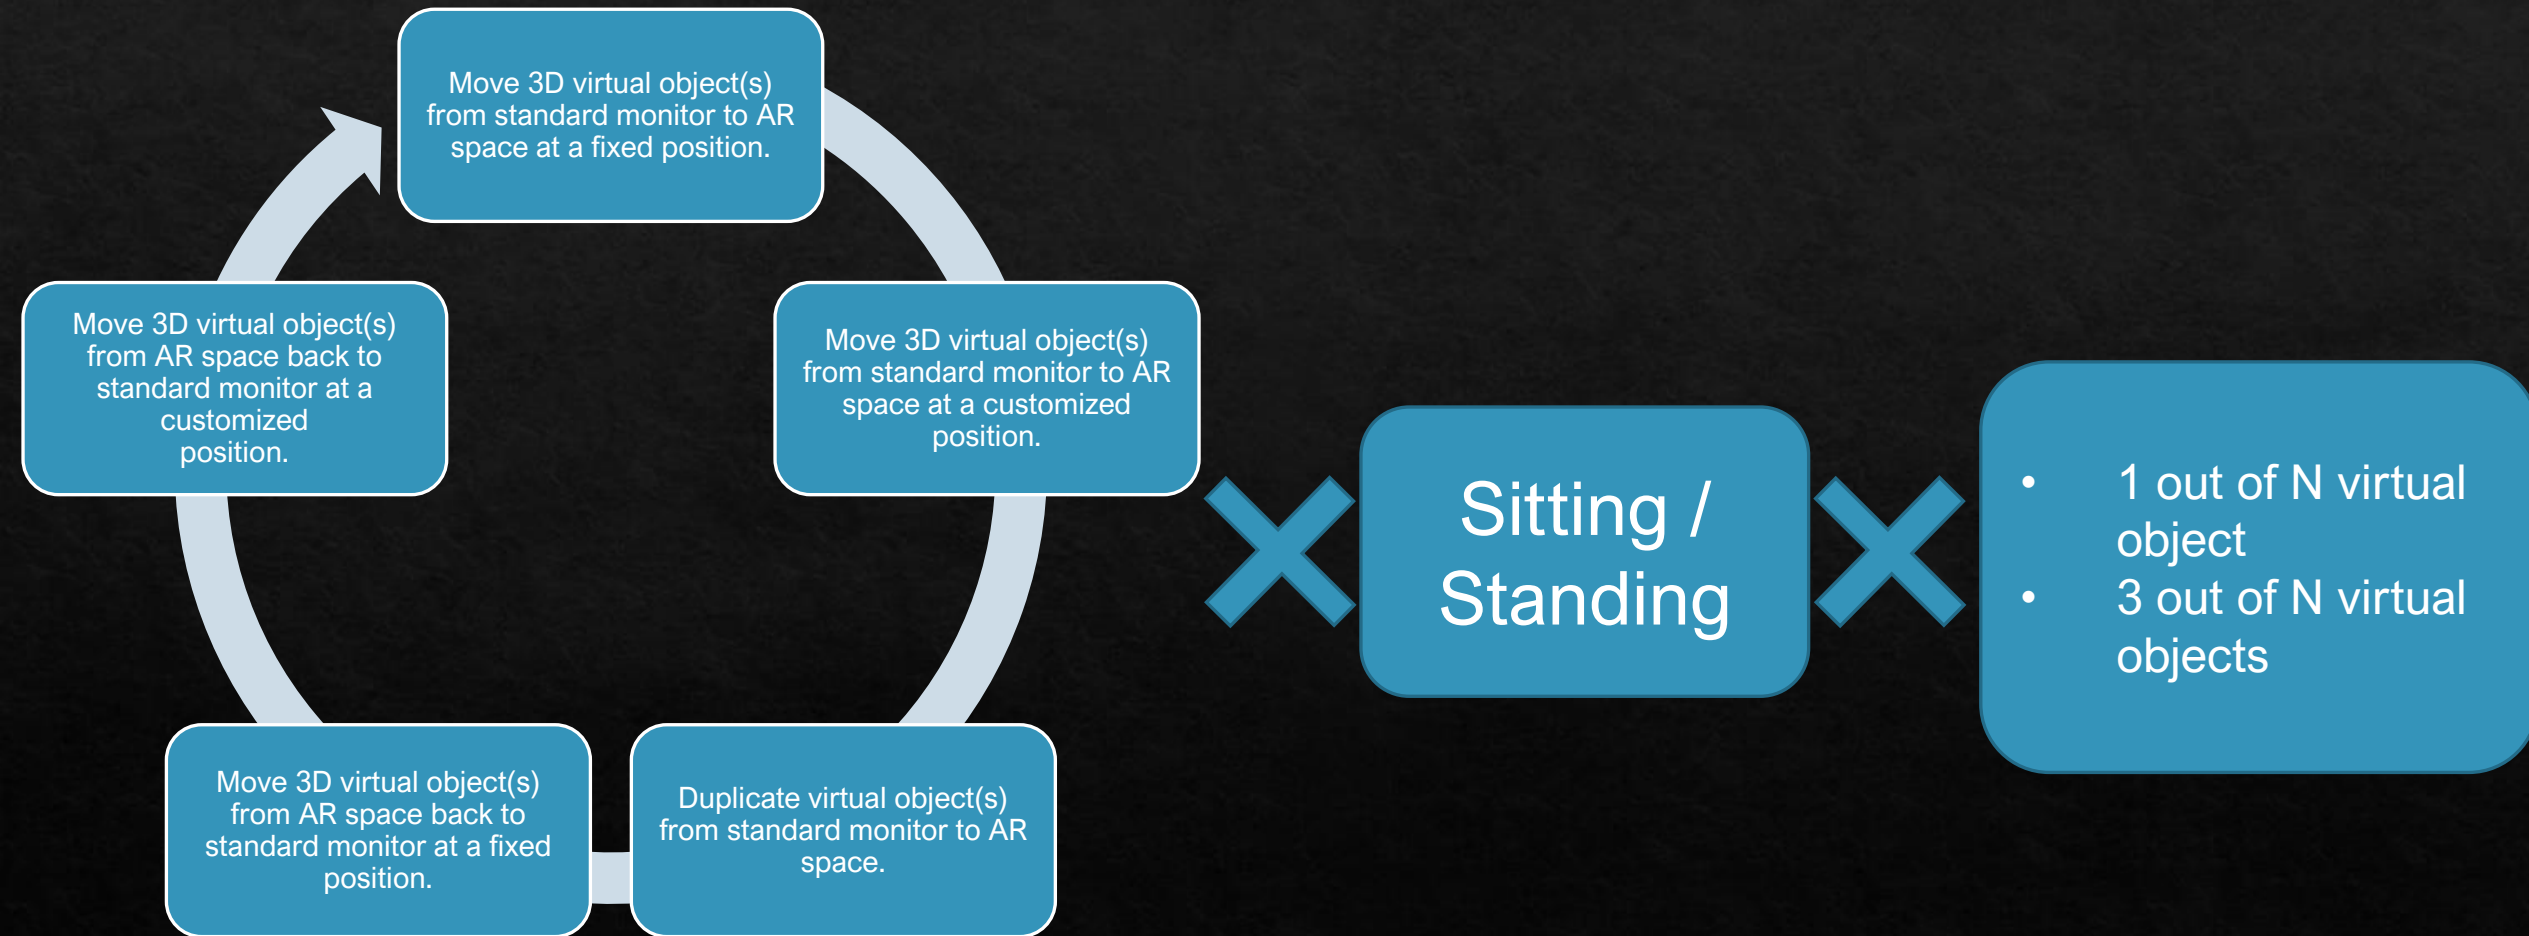 Move 3D virtual object(s)
from standard monitor to AR
space at a fixed position.
Move 3D virtual object(s)
from standard monitor to AR
space at a customized
position.
Duplicate virtual object(s)
from standard monitor to AR
space.
Move 3D virtual object(s)
from AR space back to
standard monitor at a fixed
position.
Move 3D virtual object(s)
from AR space back to
standard monitor at a
customized
position.
Sitting /
Standing
• 1 out of N virtual
object
• 3 out of N virtual
objects